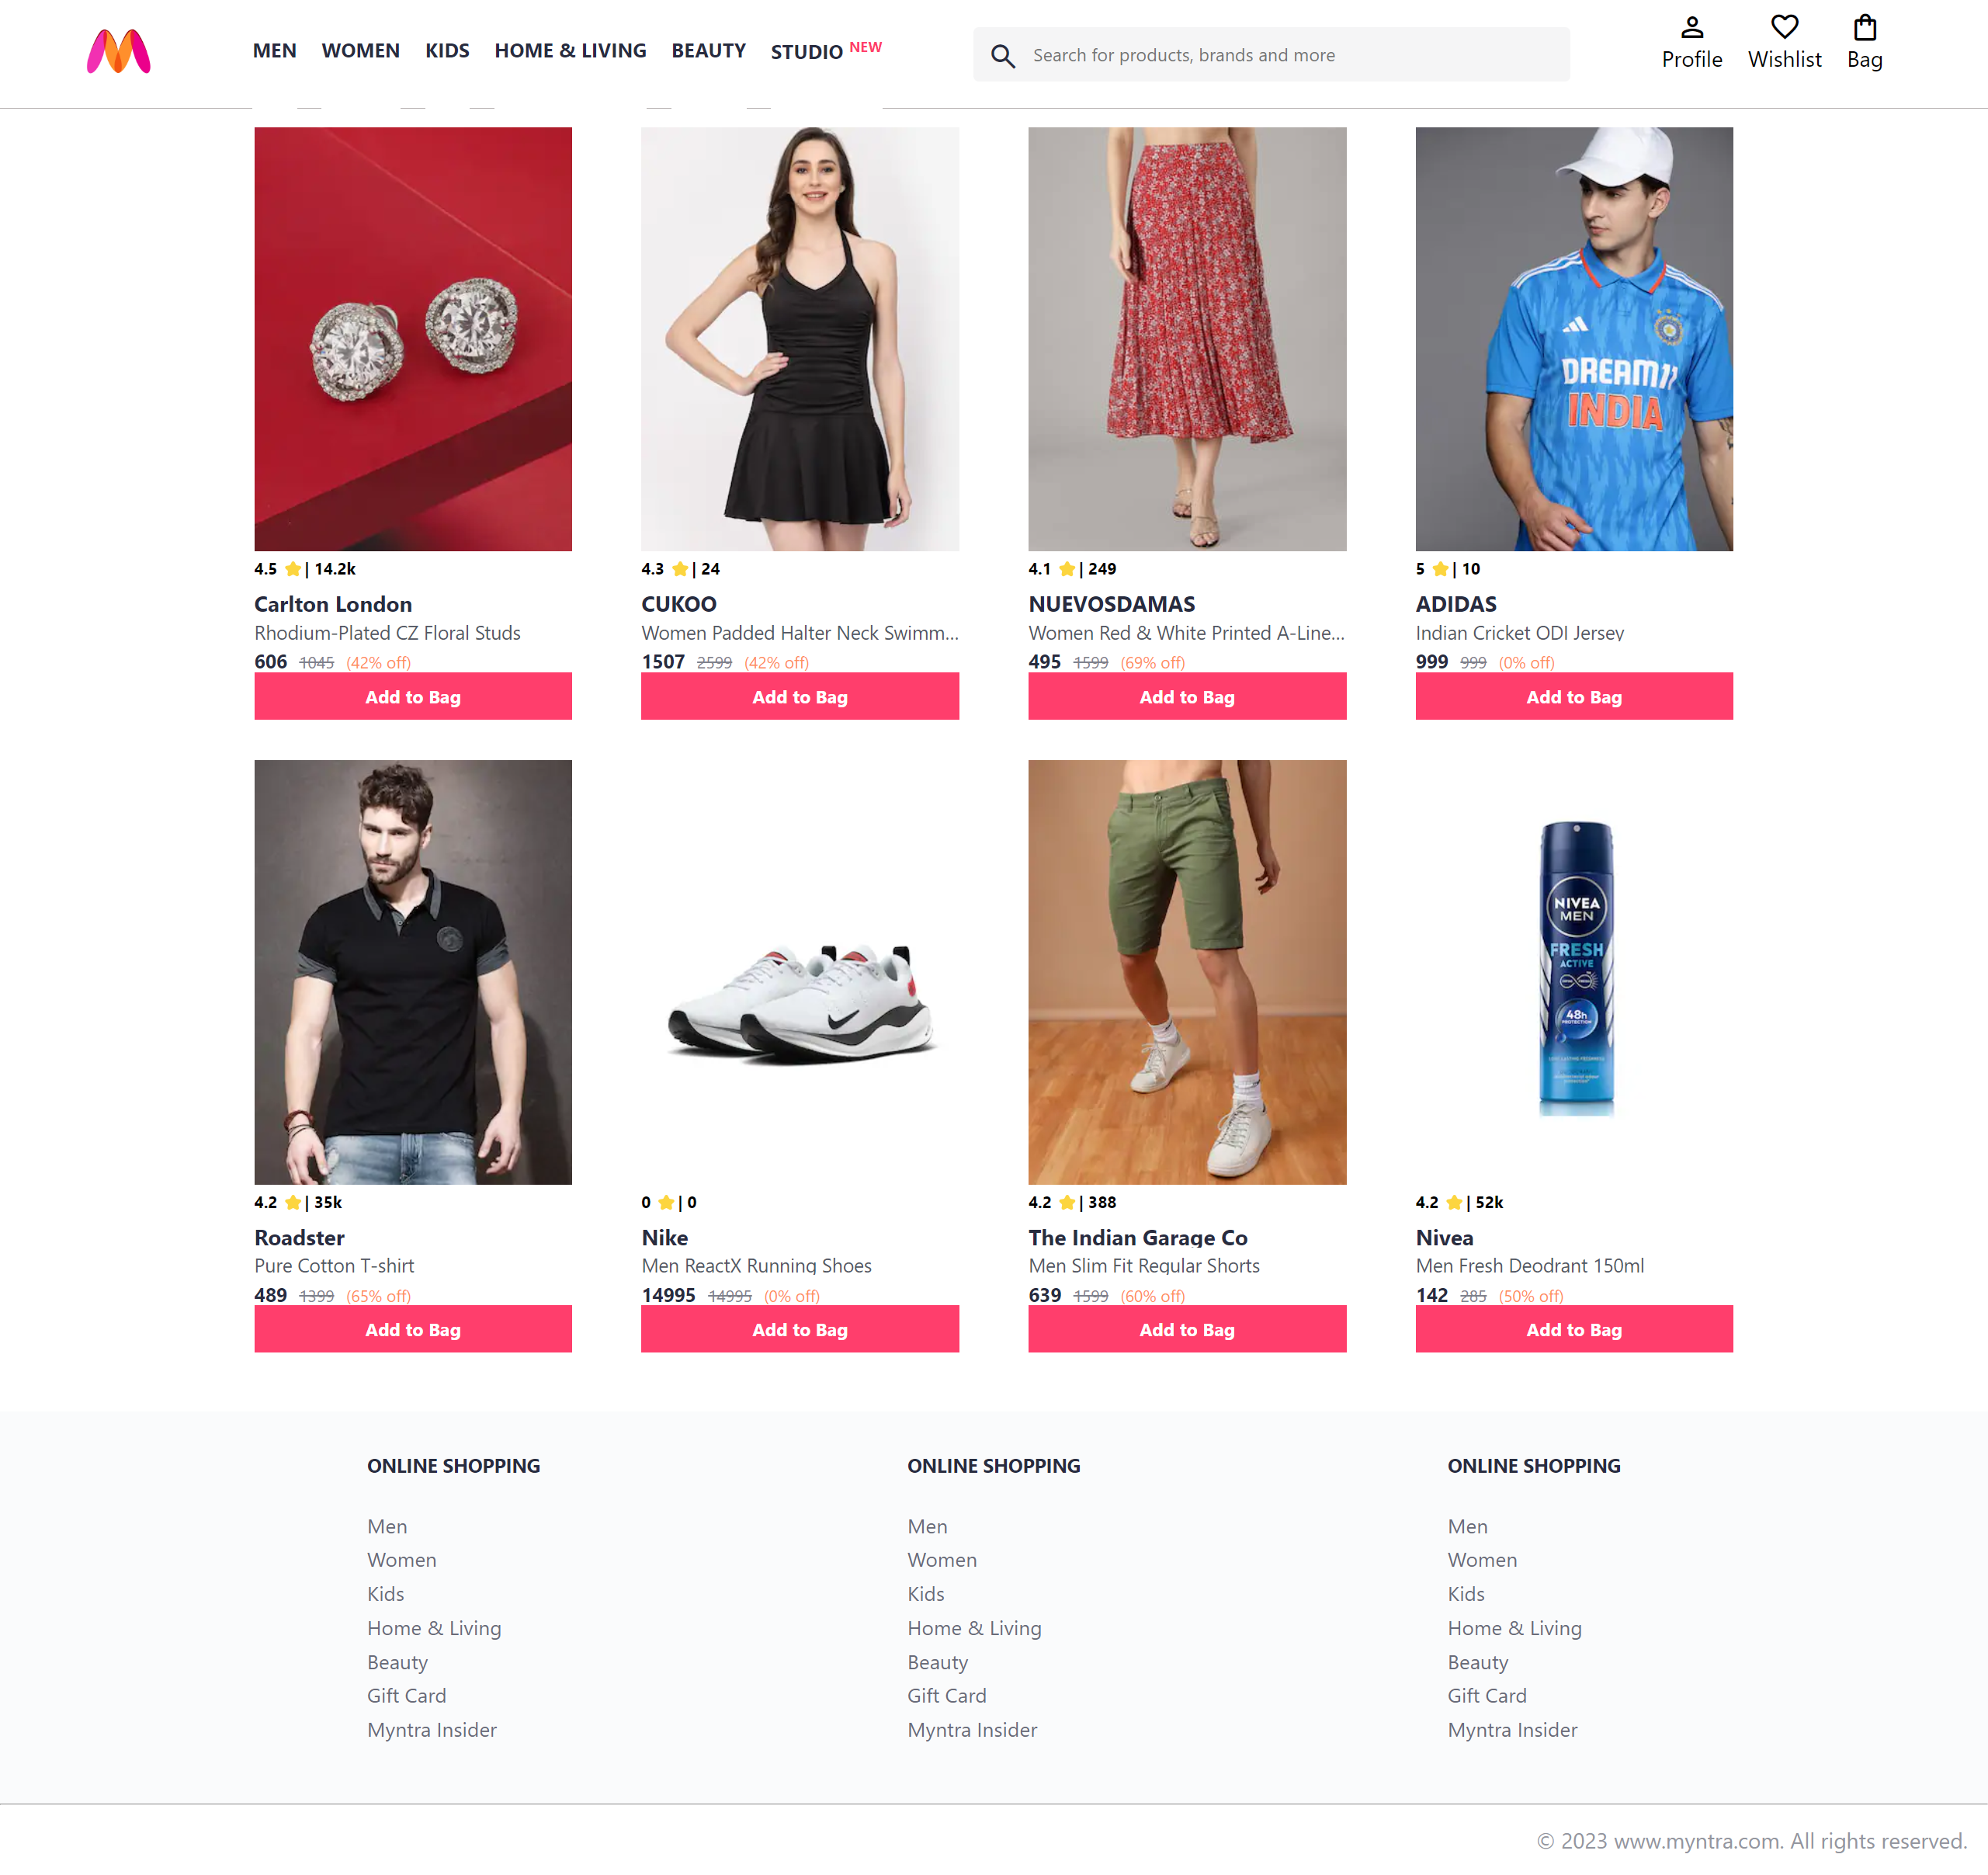 MEN WOMEN KIDS HOME & LIVING BEAUTY STUDIO NEW
Search for products, brands and more
Profile Wishlist Bag
DREAM11
INDIA
4.5 | 14.2k
Carlton London
Rhodium-Plated CZ Floral Studs
606 1045 (42% off)
Add to Bag
4.3 | 24
CUKOO
Women Padded Halter Neck Swimm...
1507 2599 (42% off)
Add to Bag
4.1 | 249
NUEVOSDAMAS
Women Red & White Printed A-Line...
495 1599 (69% off)
Add to Bag
5 | 10
ADIDAS
Indian Cricket ODI Jersey
999 999 (0% off)
Add to Bag
NIVEA
MEN
FRESH
ACTIVE
48h
PROTECTION
4.2 | 35k
Roadster
Pure Cotton T-shirt
489 1399 (65% off)
Add to Bag
0 | 0
Nike
Men ReactX Running Shoes
14995 14995 (0% off)
Add to Bag
4.2 | 388
The Indian Garage Co
Men Slim Fit Regular Shorts
639 1599 (60% off)
Add to Bag
4.2 | 52k
Nivea
Men Fresh Deodrant 150ml
142 285 (50% off)
Add to Bag
ONLINE SHOPPING
Men
Women
Kids
Home & Living
Beauty
Gift Card
Myntra Insider
ONLINE SHOPPING
Men
Women
Kids
Home & Living
Beauty
Gift Card
Myntra Insider
ONLINE SHOPPING
Men
Women
Kids
Home & Living
Beauty
Gift Card
Myntra Insider
© 2023 www.myntra.com. All rights reserved.